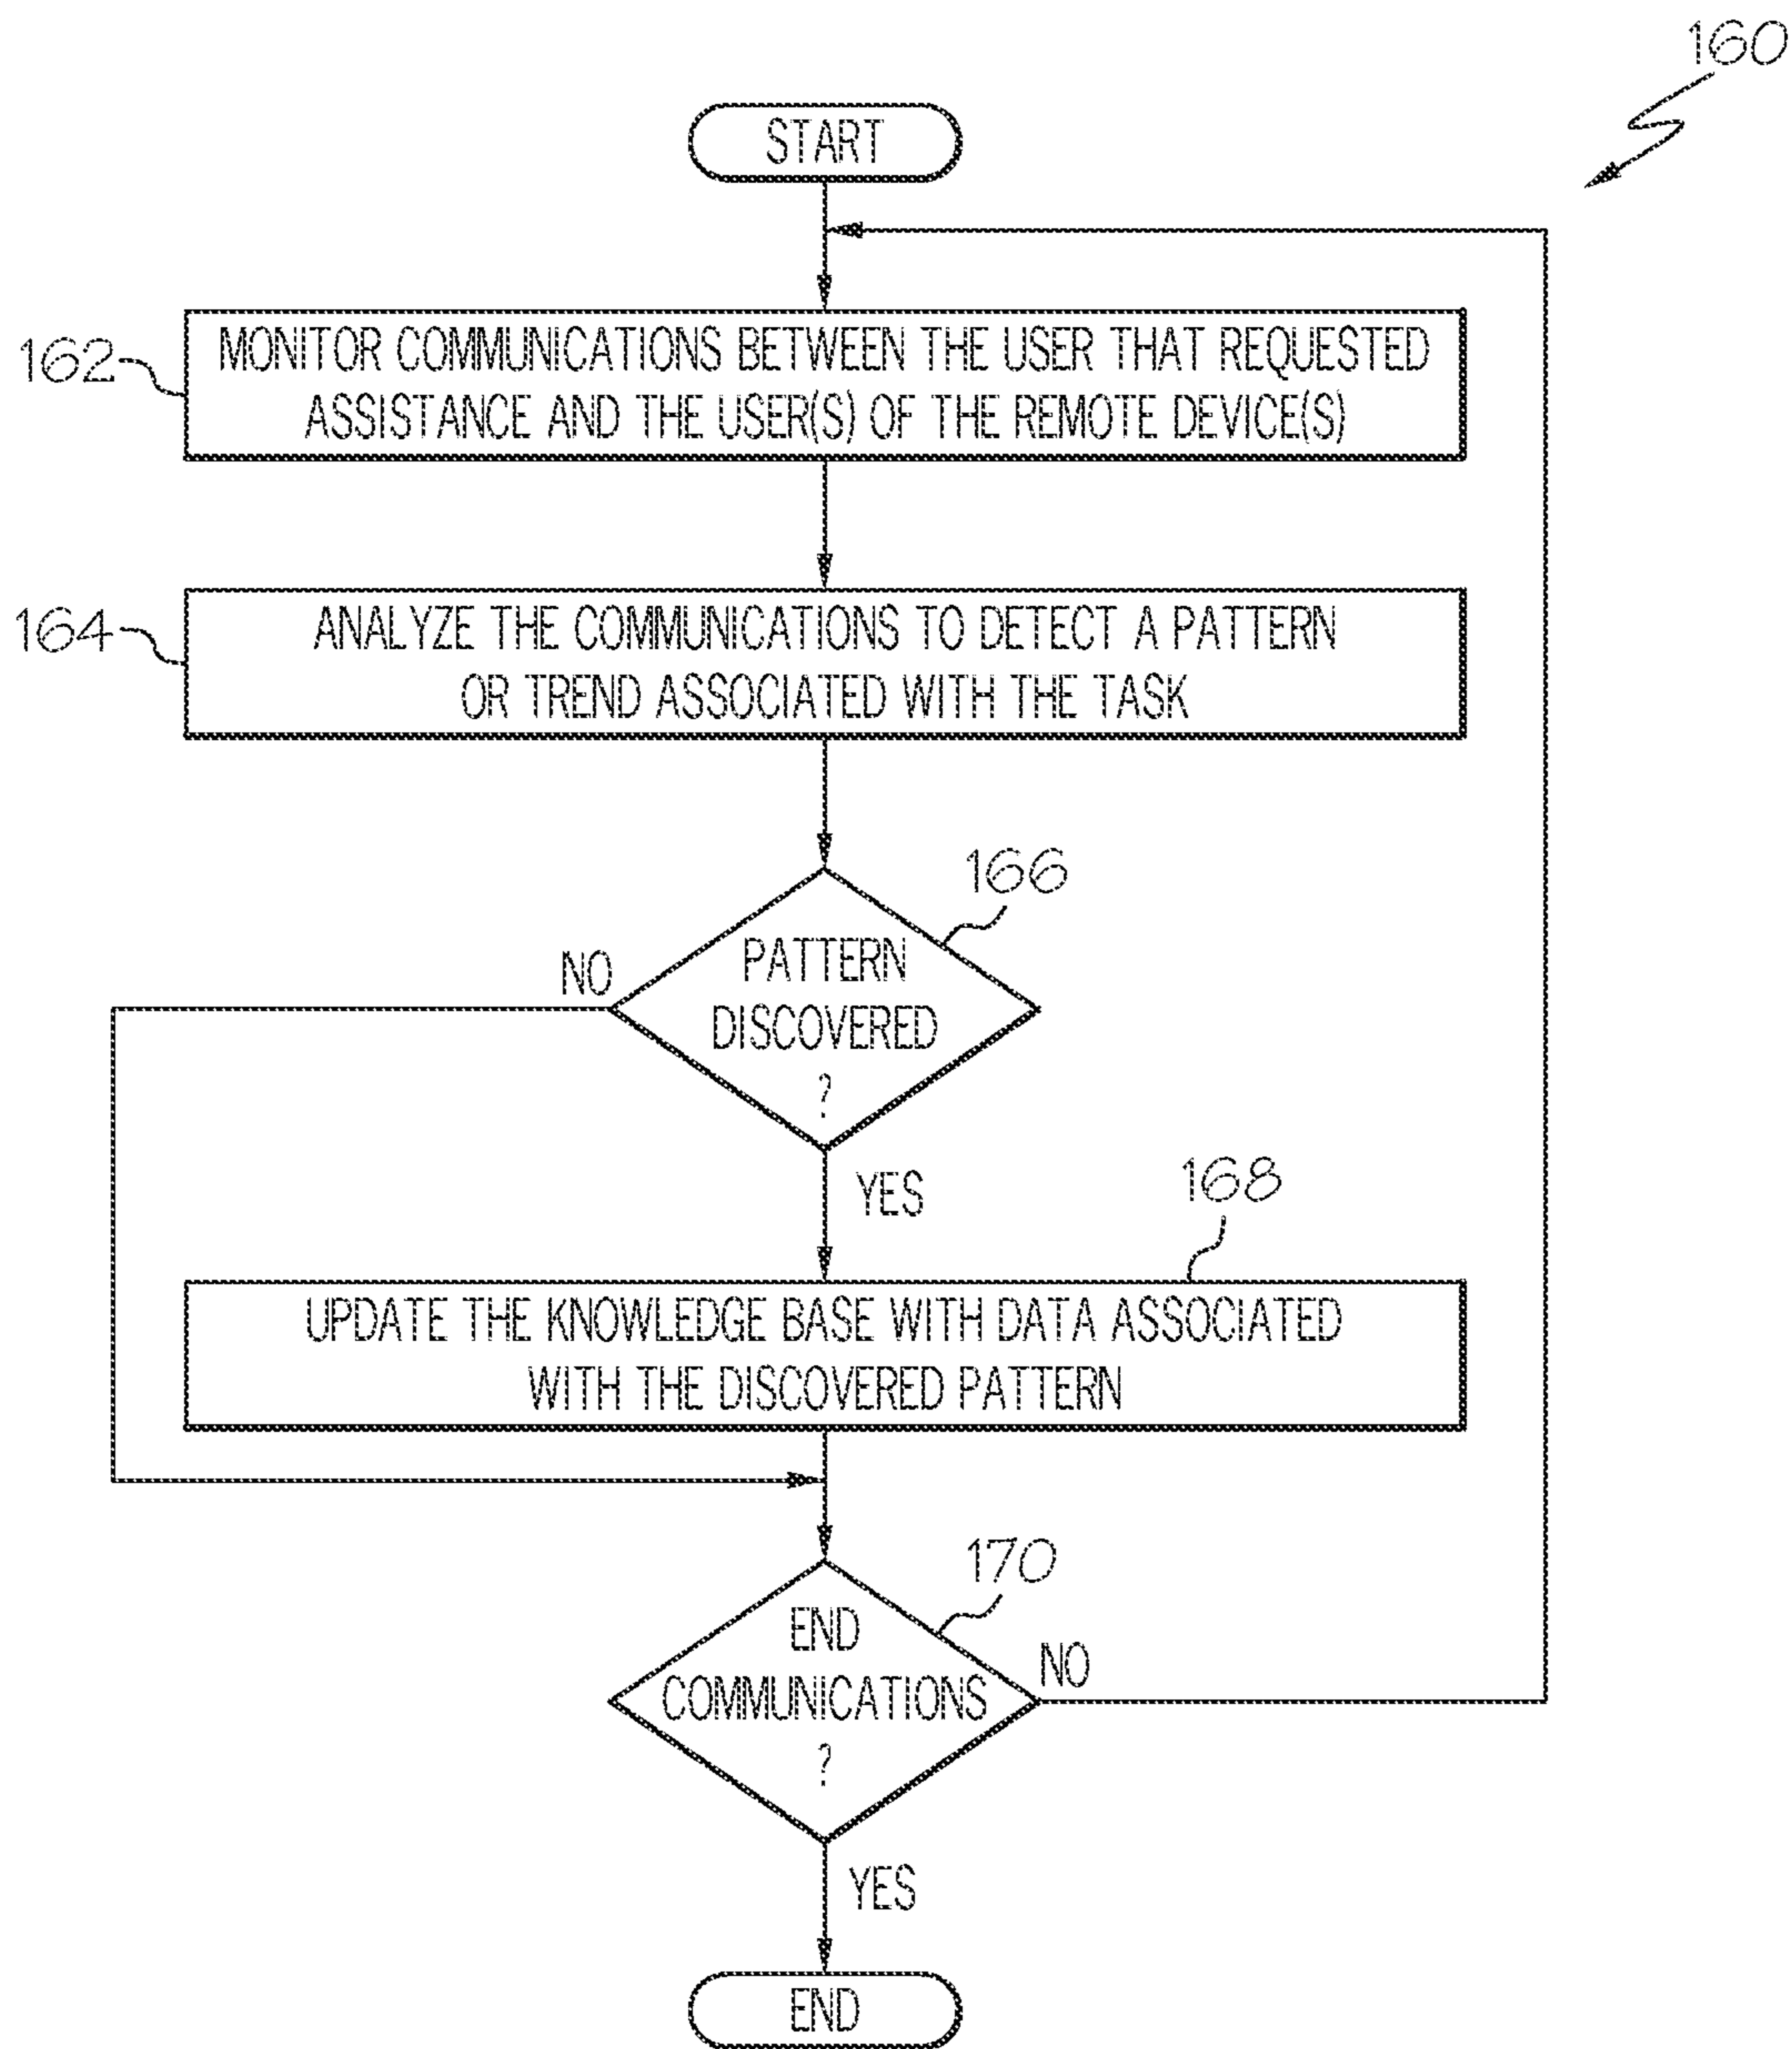 160
START
162
MONITOR COMMUNICATIONS BETWEEN THE USER THAT REQUESTED
ASSISTANCE AND THE USER(S) OF THE REMOTE DEVICE(S)
164
ANALYZE THE COMMUNICATIONS TO DETECT A PATTERN
OR TREND ASSOCIATED WITH THE TASK
166
NO
PATTERN
DISCOVERED
?
YES
168
UPDATE THE KNOWLEDGE BASE WITH DATA ASSOCIATED
WITH THE DISCOVERED PATTERN
170
END
COMMUNICATIONS
?
NO
YES
END